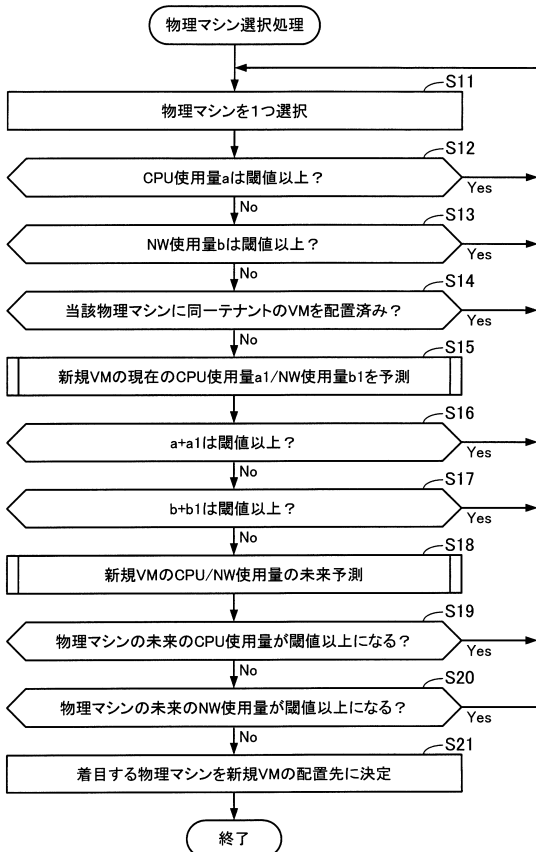 物理マシン選択処理
S11
物理マシンを1つ選択
S12
CPU使用量aは閾値以上?
Yes
No
S13
NW使用量bは閾値以上?
Yes
No
S14
当該物理マシンに同一テナントのVMを配置済み?
Yes
No
S15
新規VMの現在のCPU使用量a1/NW使用量b1を予測
S16
a+a1は閾値以上?
Yes
No
S17
b+b1は閾値以上?
Yes
No
S18
新規VMのCPU/NW使用量の未来予測
S19
物理マシンの未来のCPU使用量が閾値以上になる?
Yes
No
S20
物理マシンの未来のNW使用量が閾値以上になる?
Yes
No
S21
着目する物理マシンを新規VMの配置先に決定
終了